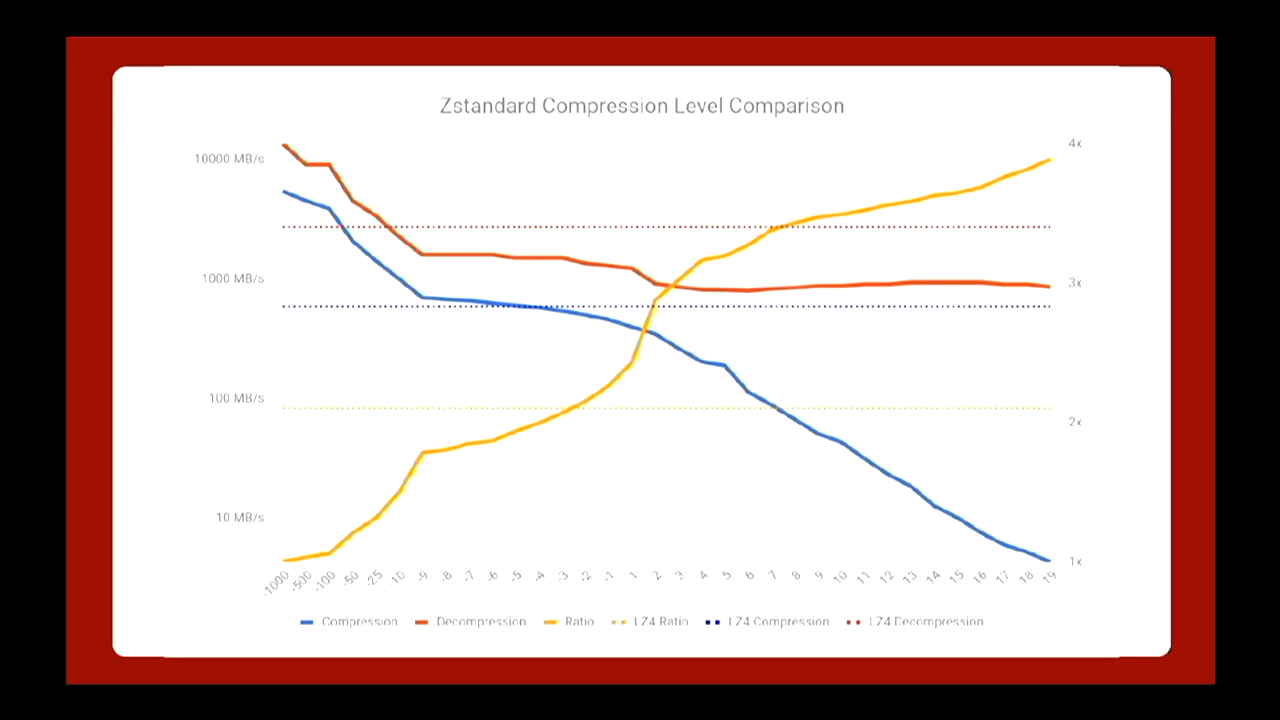 Zstandard Compression Level Comparison
10000 MB/s
1000 MB/s
100 MB/s
10 MB/s
4x
3x
2x
1x
-1000 -500 -100 -50 -25 -10 -9 -8 -7 -6 -5 -4 -3 -2 -1 1 2 3 4 5 6 7 8 9 10 11 12 13 14 15 16 17 18 19
Compression Decompression Ratio LZ4 Ratio LZ4 Compression LZ4 Decompression